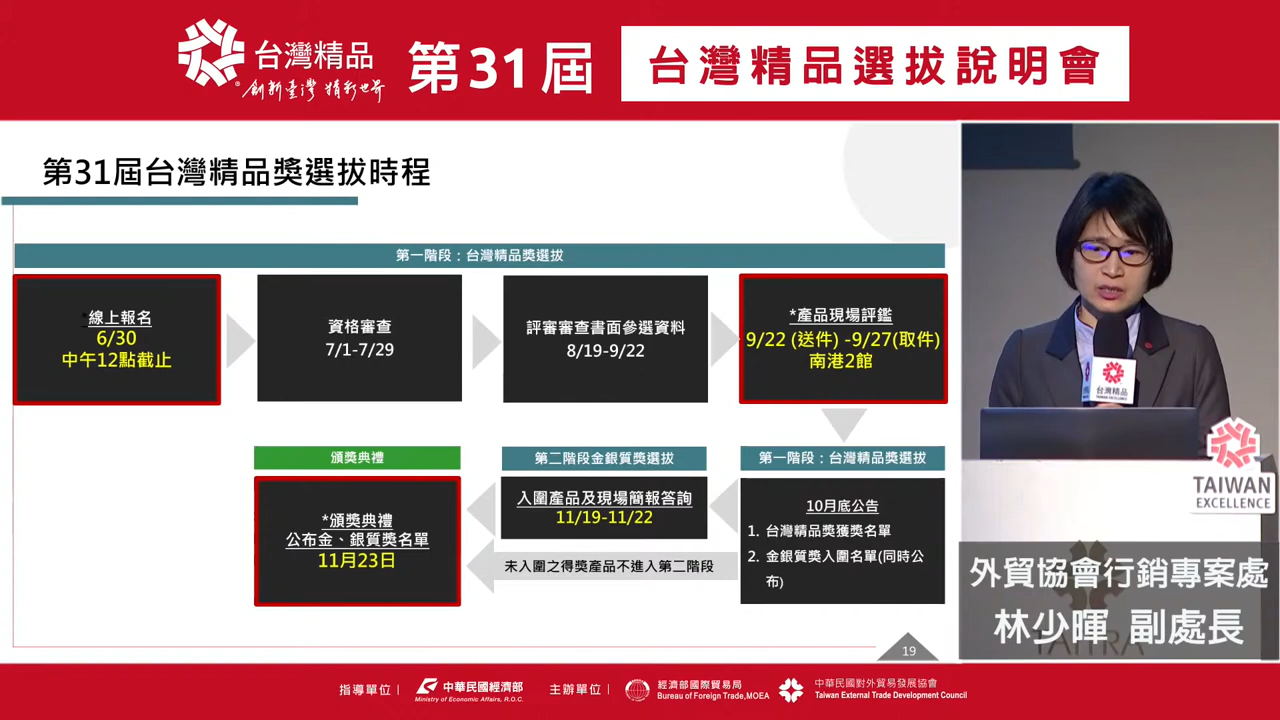 台灣精品
創新臺灣 精彩世界
第31屆
台灣精品選拔說明會
第31屆台灣精品獎選拔時程
第一階段：台灣精品獎選拔
*線上報名
6/30
中午12點截止
資格審查
7/1-7/29
評審審查書面參選資料
8/19-9/22
*產品現場評鑑
9/22 (送件) -9/27(取件)
南港2館
頒獎典禮
*頒獎典禮
公布金、銀質獎名單
11月23日
第二階段金銀質獎選拔
入圍產品及現場簡報答詢
11/19-11/22
未入圍之得獎產品不進入第二階段
第一階段：台灣精品獎選拔
10月底公告
1. 台灣精品獎獲獎名單
2. 金銀質獎入圍名單(同時公
布)
19
台灣精品
TAIWAN EXCELLENCE
TAIWAN
EXCELLENCE
外貿協會行銷專案處
林少暉 副處長
TAITRA
指導單位
中華民國經濟部
Ministry of Economic Affairs, R.O.C.
主辦單位
經濟部國際貿易局
Bureau of Foreign Trade,MOEA
中華民國對外貿易發展協會
Taiwan External Trade Development Council